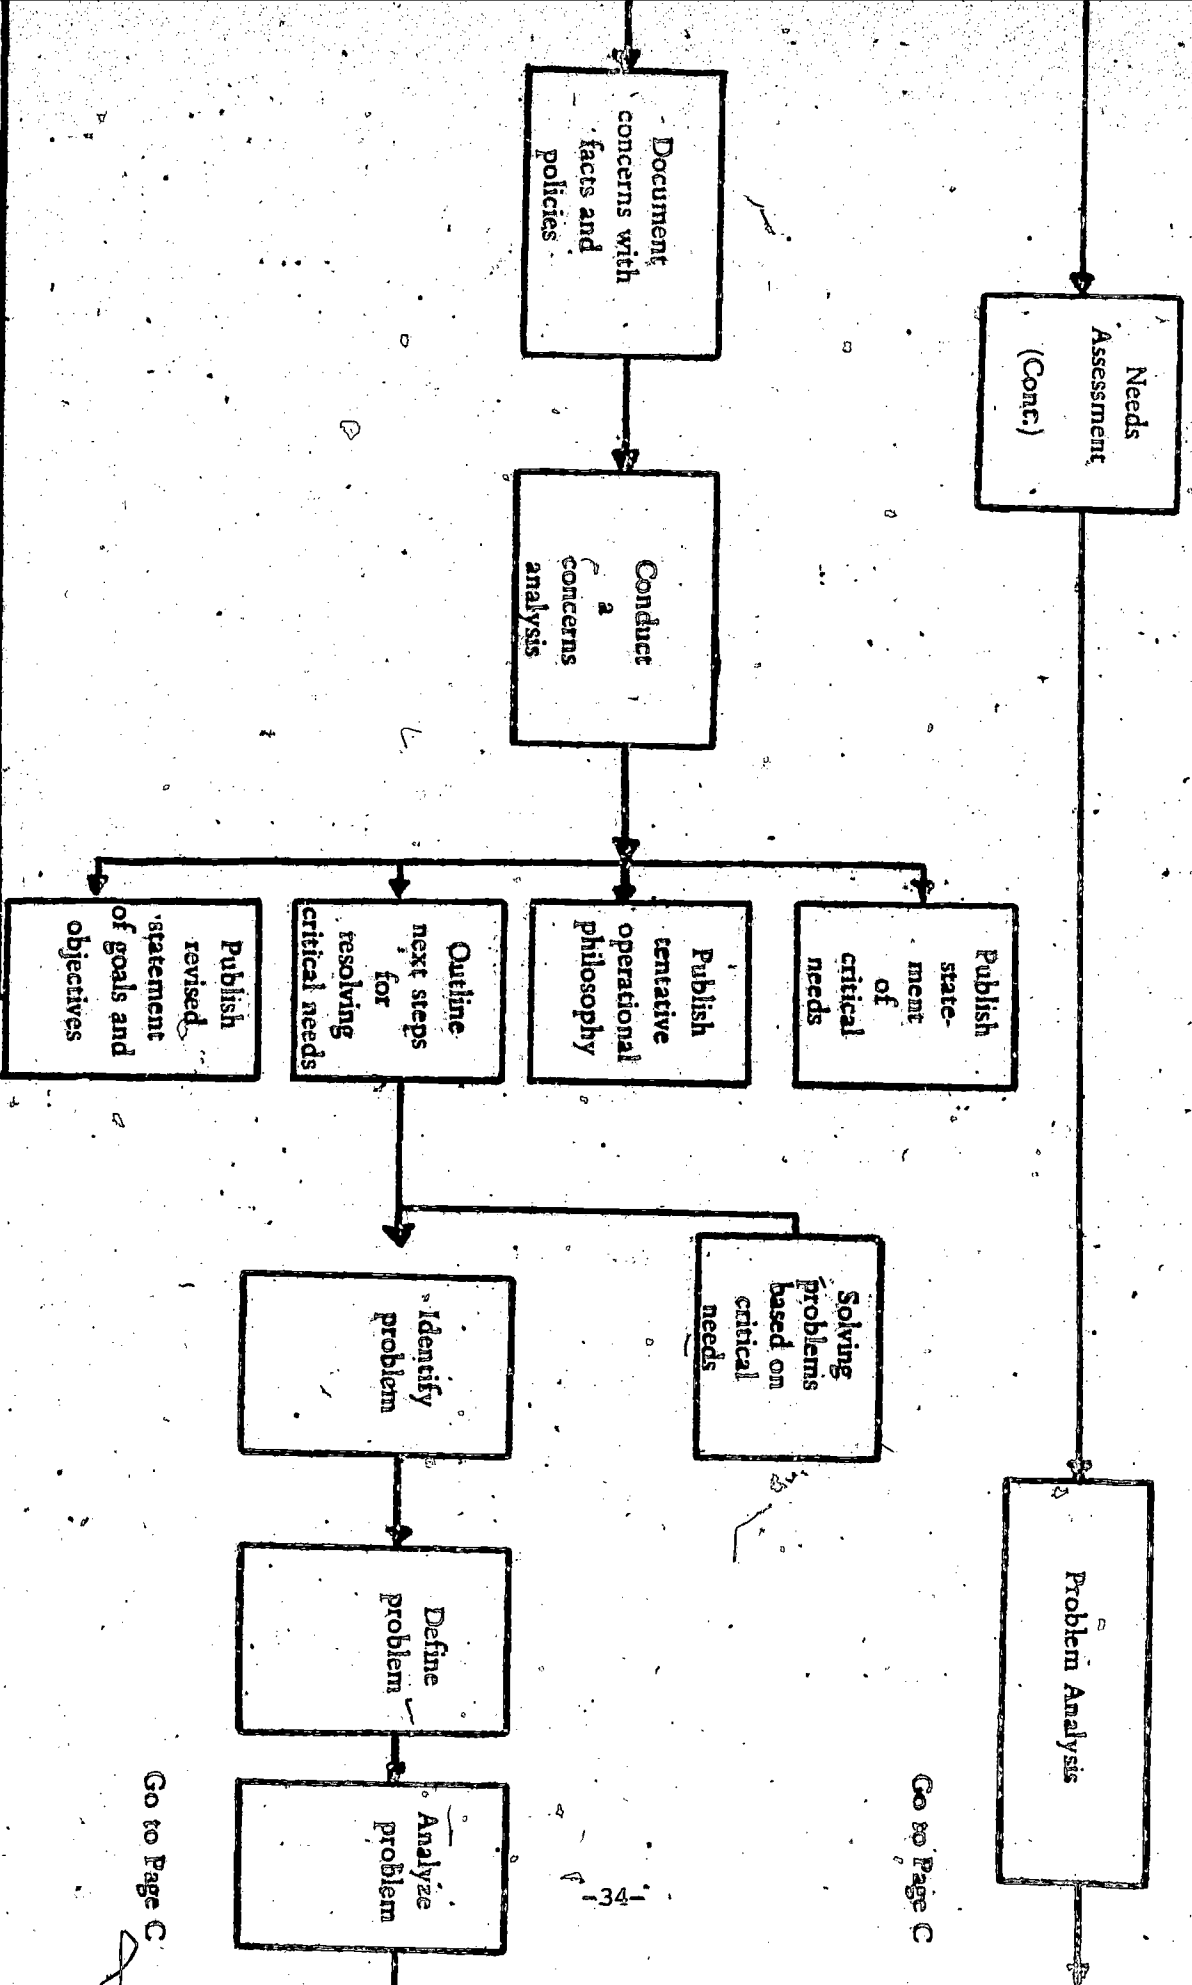 Needs
Assessment
(Cont.)
Problem Analysis
Go to Page C
Document
concerns with
facts and
policies
Conduct
a
concerns
analysis
Publish
state-
ment
of
critical
needs
Publish
tentative
operational
philosophy
Outline
next steps
for
resolving
critical needs
Publish
revised
statement
of goals and
objectives
Solving
problems
based on
critical
needs
Identify
problem
Define
problem
Analyze
problem
Go to Page C
-34-